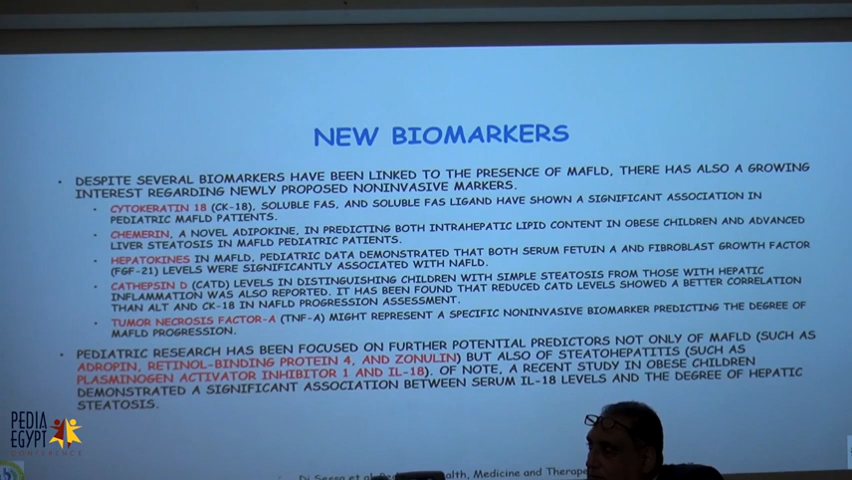 NEW BIOMARKERS
• DESPITE SEVERAL BIOMARKERS HAVE BEEN LINKED TO THE PRESENCE OF MAFLD, THERE HAS ALSO A GROWING
INTEREST REGARDING NEWLY PROPOSED NONINVASIVE MARKERS.
• CYTOKERATIN 18 (CK-18), SOLUBLE FAS, AND SOLUBLE FAS LIGAND HAVE SHOWN A SIGNIFICANT ASSOCIATION IN
PEDIATRIC MAFLD PATIENTS.
• CHEMERIN, A NOVEL ADIPOKINE, IN PREDICTING BOTH INTRAHEPATIC LIPID CONTENT IN OBESE CHILDREN AND ADVANCED
LIVER STEATOSIS IN MAFLD PEDIATRIC PATIENTS.
• HEPATOKINES IN MAFLD, PEDIATRIC DATA DEMONSTRATED THAT BOTH SERUM FETUIN A AND FIBROBLAST GROWTH FACTOR
(FGF-21) LEVELS WERE SIGNIFICANTLY ASSOCIATED WITH NAFLD.
• CATHEPSIN D (CATD) LEVELS IN DISTINGUISHING CHILDREN WITH SIMPLE STEATOSIS FROM THOSE WITH HEPATIC
INFLAMMATION WAS ALSO REPORTED. IT HAS BEEN FOUND THAT REDUCED CATD LEVELS SHOWED A BETTER CORRELATION
THAN ALT AND CK-18 IN NAFLD PROGRESSION ASSESSMENT.
• TUMOR NECROSIS FACTOR-A (TNF-A) MIGHT REPRESENT A SPECIFIC NONINVASIVE BIOMARKER PREDICTING THE DEGREE OF
MAFLD PROGRESSION.
• PEDIATRIC RESEARCH HAS BEEN FOCUSED ON FURTHER POTENTIAL PREDICTORS NOT ONLY OF MAFLD (SUCH AS
ADROPIN, RETINOL-BINDING PROTEIN 4, AND ZONULIN) BUT ALSO OF STEATOHEPATITIS (SUCH AS
PLASMINOGEN ACTIVATOR INHIBITOR 1 AND IL-18). OF NOTE, A RECENT STUDY IN OBESE CHILDREN
DEMONSTRATED A SIGNIFICANT ASSOCIATION BETWEEN SERUM IL-18 LEVELS AND THE DEGREE OF HEPATIC
STEATOSIS.
PEDIA
EGYPT
CONFERENCE
et al. Health, Medicine and